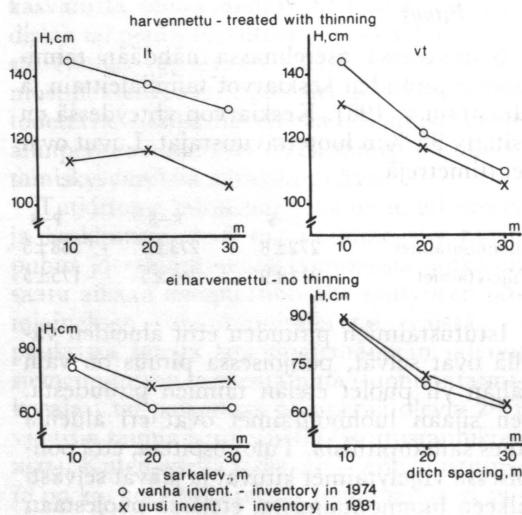 harvennettu - treated with thinning
H,cm lt H,cm vt
140 140
120 120
100 100
m m
10 20 30 10 20 30
ei harvennettu - no thinning
H,cm H,cm
80 90
75
60 60
m m
10 20 30 10 20 30
sarkalev., m ditch spacing, m
o vanha invent. - inventory in 1974
x uusi invent. - inventory in 1981